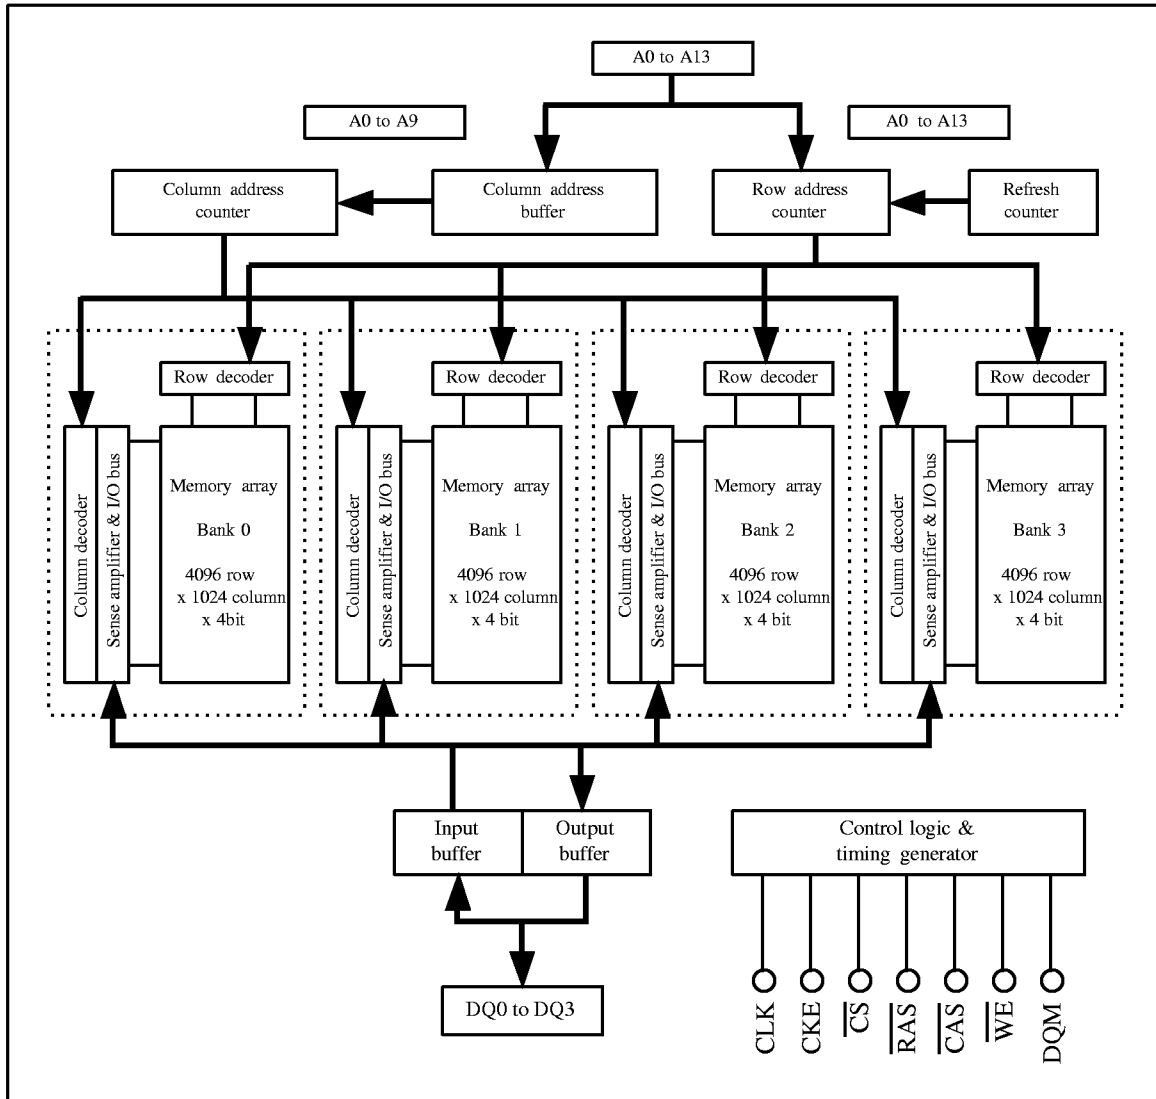 A0 to A13
A0 to A9
A0 to A13
Column address
counter
Column address
buffer
Row address
counter
Refresh
counter
Row decoder
Row decoder
Row decoder
Row decoder
Column decoder
Sense amplifier & I/O bus
Memory array
Bank 0
4096 row
x 1024 column
x 4bit
Column decoder
Sense amplifier & I/O bus
Memory array
Bank 1
4096 row
x 1024 column
x 4 bit
Column decoder
Sense amplifier & I/O bus
Memory array
Bank 2
4096 row
x 1024 column
x 4 bit
Column decoder
Sense amplifier & I/O bus
Memory array
Bank 3
4096 row
x 1024 column
x 4 bit
Input
buffer
Output
buffer
Control logic &
timing generator
DQ0 to DQ3
CLK
CKE
C̅S̅
R̅A̅S̅
C̅A̅S̅
W̅E̅
DQM